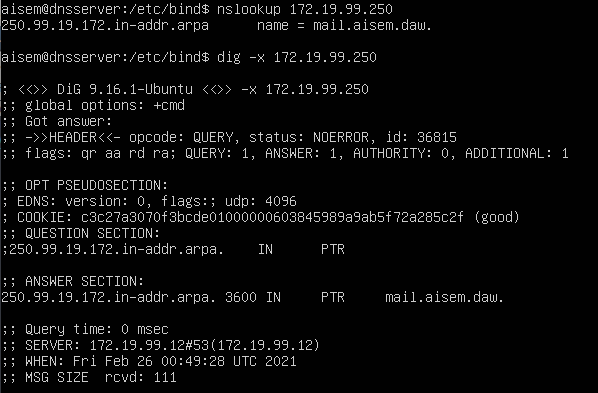 aisem@dnsserver:/etc/bind$ nslookup 172.19.99.250
250.99.19.172.in-addr.arpa      name = mail.aisem.daw.
aisem@dnsserver:/etc/bind$ dig -x 172.19.99.250
; <<>> DiG 9.16.1-Ubuntu <<>> -x 172.19.99.250
;; global options: +cmd
;; Got answer:
;; ->>HEADER<<- opcode: QUERY, status: NOERROR, id: 36815
;; flags: qr aa rd ra; QUERY: 1, ANSWER: 1, AUTHORITY: 0, ADDITIONAL: 1
;; OPT PSEUDOSECTION:
; EDNS: version: 0, flags:; udp: 4096
; COOKIE: c3c27a3070f3bcde01000000603845989a9ab5f72a285c2f (good)
;; QUESTION SECTION:
;250.99.19.172.in-addr.arpa.    IN      PTR
;; ANSWER SECTION:
250.99.19.172.in-addr.arpa. 3600 IN     PTR     mail.aisem.daw.
;; Query time: 0 msec
;; SERVER: 172.19.99.12#53(172.19.99.12)
;; WHEN: Fri Feb 26 00:49:28 UTC 2021
;; MSG SIZE  rcvd: 111